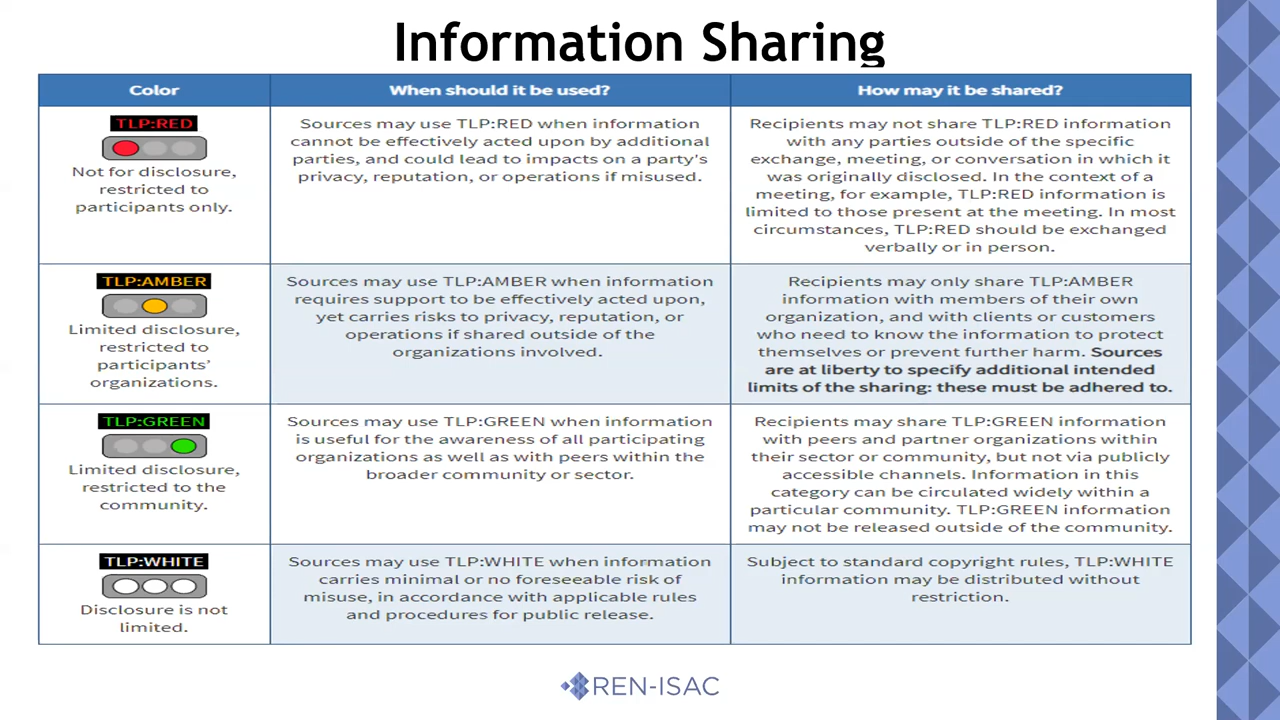 Information Sharing
Color
When should it be used?
How may it be shared?
TLP:RED
Not for disclosure,
restricted to
participants only.
Sources may use TLP:RED when information
cannot be effectively acted upon by additional
parties, and could lead to impacts on a party's
privacy, reputation, or operations if misused.
Recipients may not share TLP:RED information
with any parties outside of the specific
exchange, meeting, or conversation in which it
was originally disclosed. In the context of a
meeting, for example, TLP:RED information is
limited to those present at the meeting. In most
circumstances, TLP:RED should be exchanged
verbally or in person.
TLP:AMBER
Limited disclosure,
restricted to
participants’
organizations.
Sources may use TLP:AMBER when information
requires support to be effectively acted upon,
yet carries risks to privacy, reputation, or
operations if shared outside of the
organizations involved.
Recipients may only share TLP:AMBER
information with members of their own
organization, and with clients or customers
who need to know the information to protect
themselves or prevent further harm. Sources
are at liberty to specify additional intended
limits of the sharing: these must be adhered to.
TLP:GREEN
Limited disclosure,
restricted to the
community.
Sources may use TLP:GREEN when information
is useful for the awareness of all participating
organizations as well as with peers within the
broader community or sector.
Recipients may share TLP:GREEN information
with peers and partner organizations within
their sector or community, but not via publicly
accessible channels. Information in this
category can be circulated widely within a
particular community. TLP:GREEN information
may not be released outside of the community.
TLP:WHITE
Disclosure is not
limited.
Sources may use TLP:WHITE when information
carries minimal or no foreseeable risk of
misuse, in accordance with applicable rules
and procedures for public release.
Subject to standard copyright rules, TLP:WHITE
information may be distributed without
restriction.
REN-ISAC